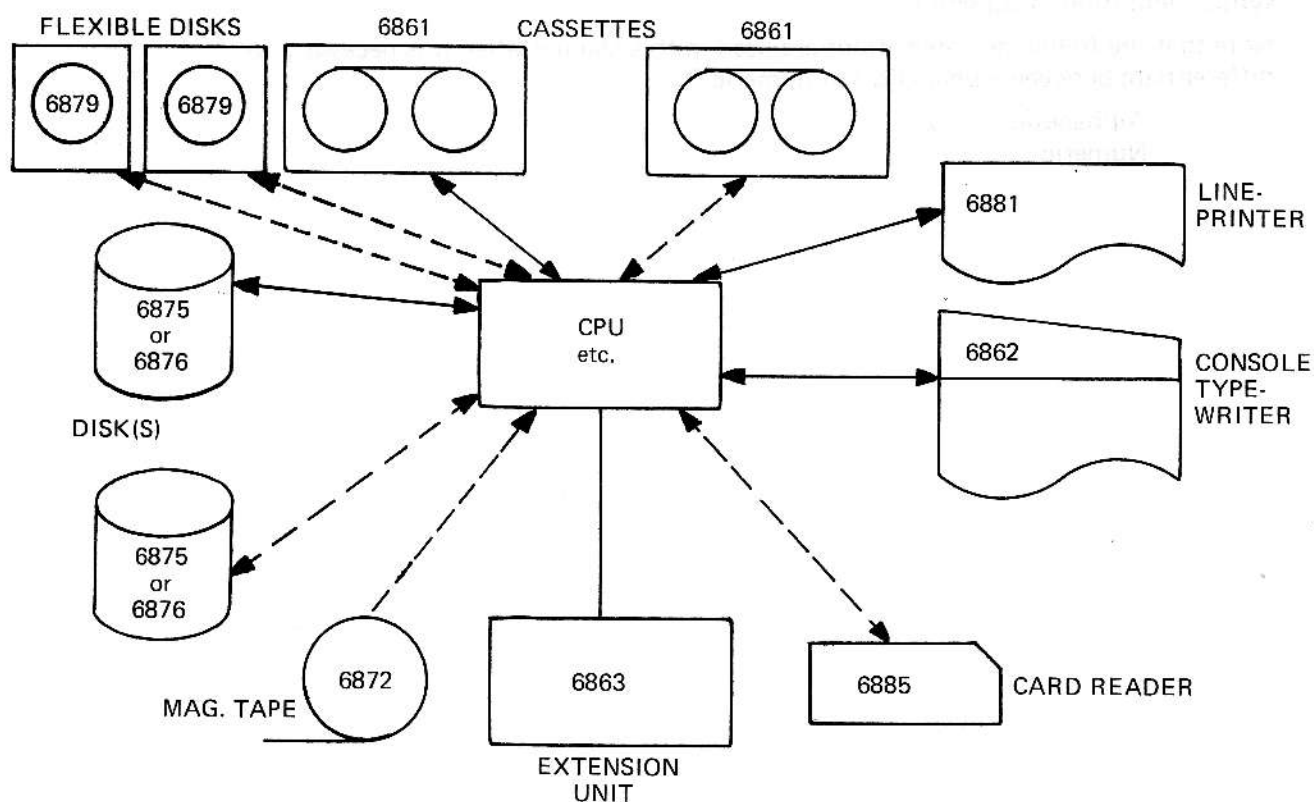 FLEXIBLE DISKS
6861
CASSETTES
6861
6879
6879
6881
LINE-
PRINTER
6875
or
6876
CPU
etc.
6862
CONSOLE
TYPE-
WRITER
DISK(S)
6875
or
6876
6872
MAG. TAPE
6863
EXTENSION
UNIT
6885
CARD READER